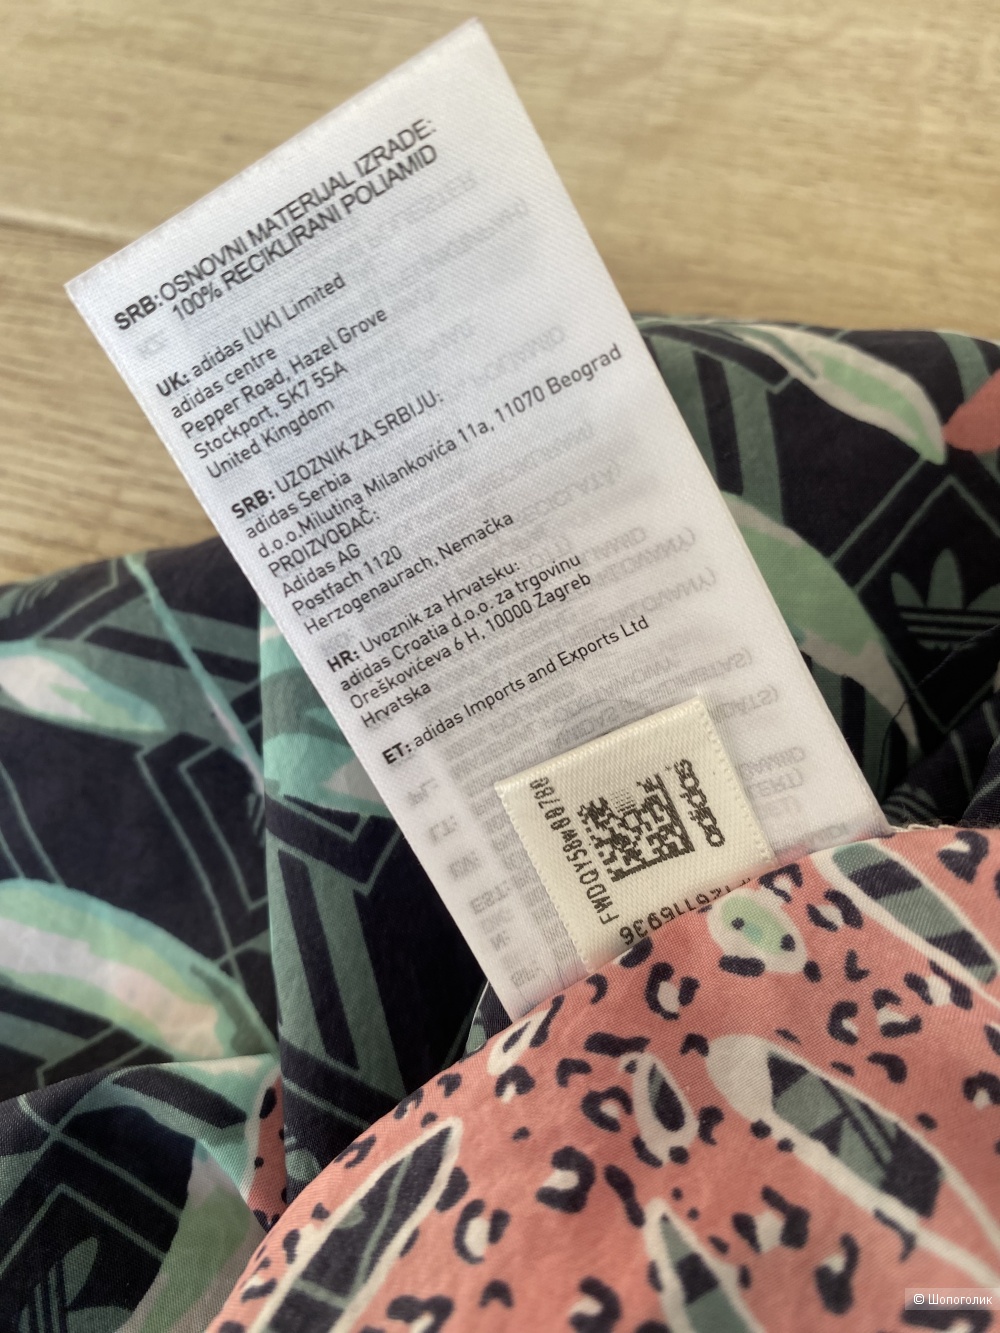 SRB:OSNOVNI MATERIJAL IZRADE:
100% RECIKLIRANI POLIAMID
UK: adidas (UK) Limited
adidas centre
Pepper Road, Hazel Grove
Stockport, SK7 5SA
United Kingdom
SRB: UZOZNIK ZA SRBIJU:
adidas Serbia
d.o.o.Milutina Milankovića 11a, 11070 Beograd
PROIZVOĐAČ:
Adidas AG
Postfach 1120
Herzogenaurach, Nemačka
HR: Uvoznik za Hrvatsku:
adidas Croatia d.o.o. za trgovinu
Oreškovićeva 6 H, 10000 Zagreb
Hrvatska
ET: adidas Imports and Exports Ltd
adidas
© Шопоголик